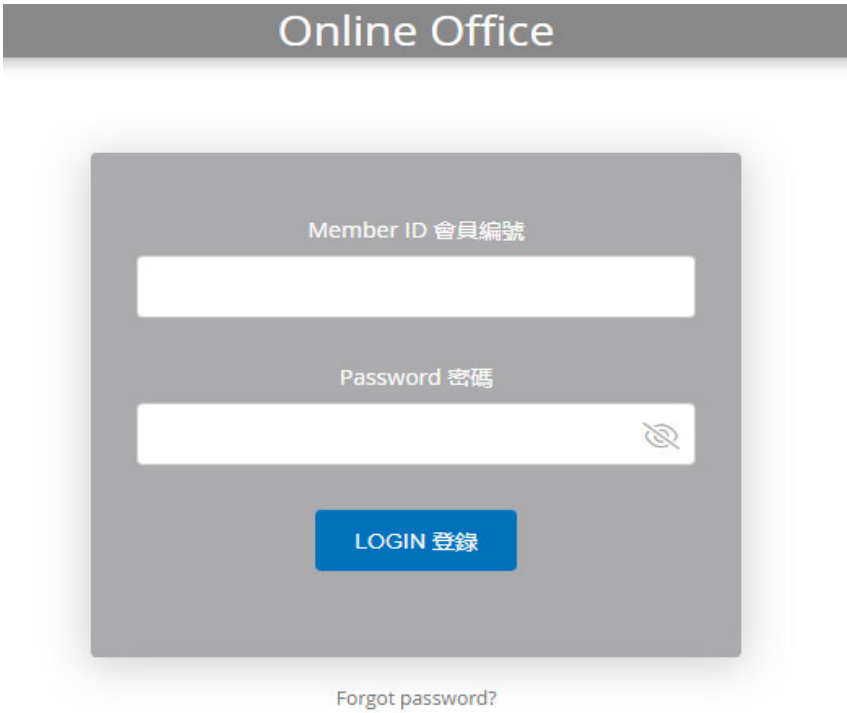 Online Office
Member ID 會員編號
Password 密碼
LOGIN 登錄
Forgot password?